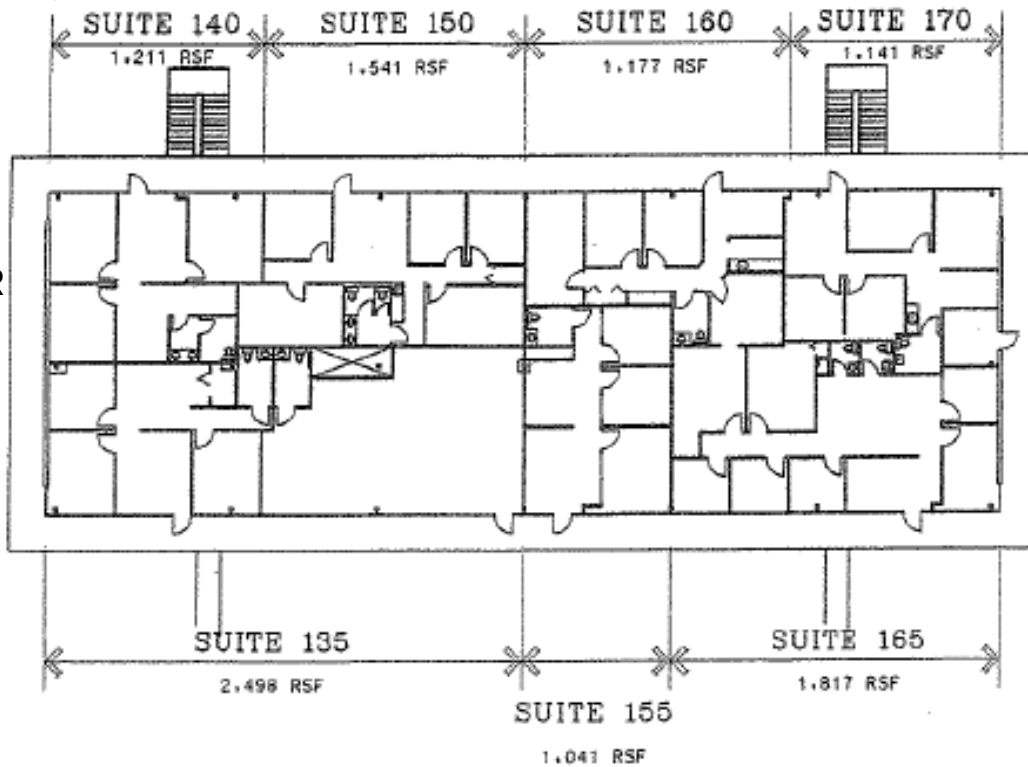 SUITE 140 SUITE 150 SUITE 160 SUITE 170
1.211 RSF 1.541 RSF 1.177 RSF 1.141 RSF
R
SUITE 135 SUITE 165
2.498 RSF 1.817 RSF
SUITE 155
1.041 RSF